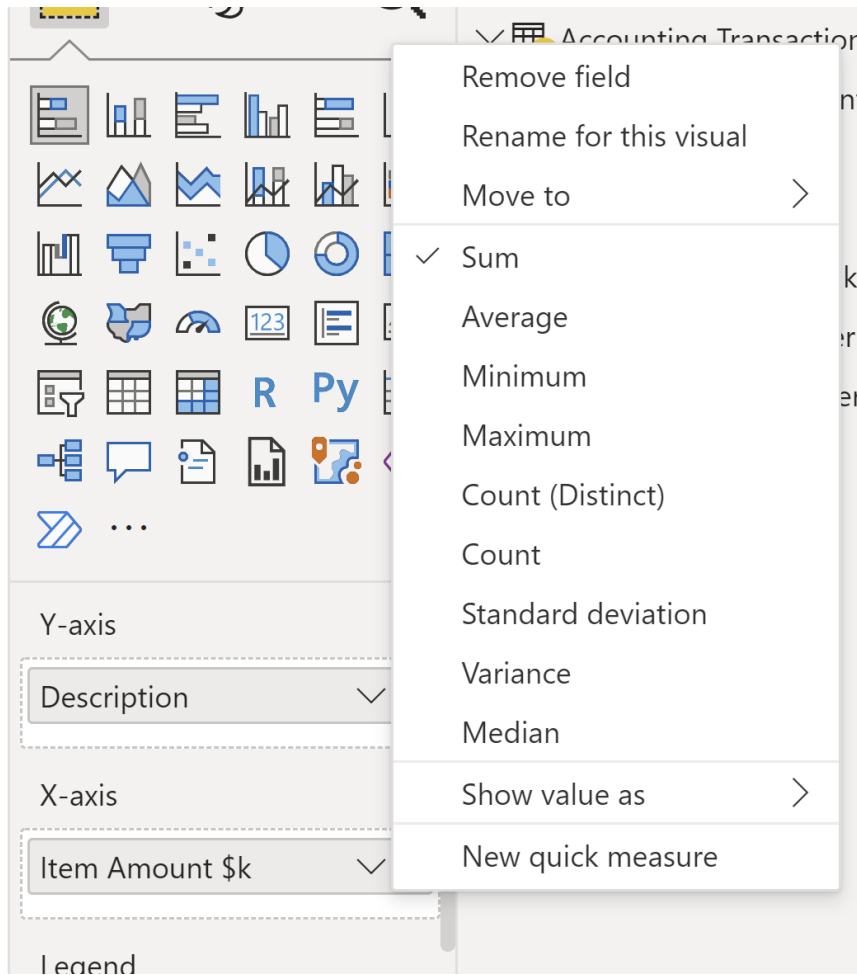 Accounting Transaction
Remove field
Rename for this visual
Move to
Sum
Average
Minimum
Maximum
Count (Distinct)
Count
Standard deviation
Variance
Median
Show value as
New quick measure
123
R
Py
Y-axis
Description
X-axis
Item Amount $k
Legend